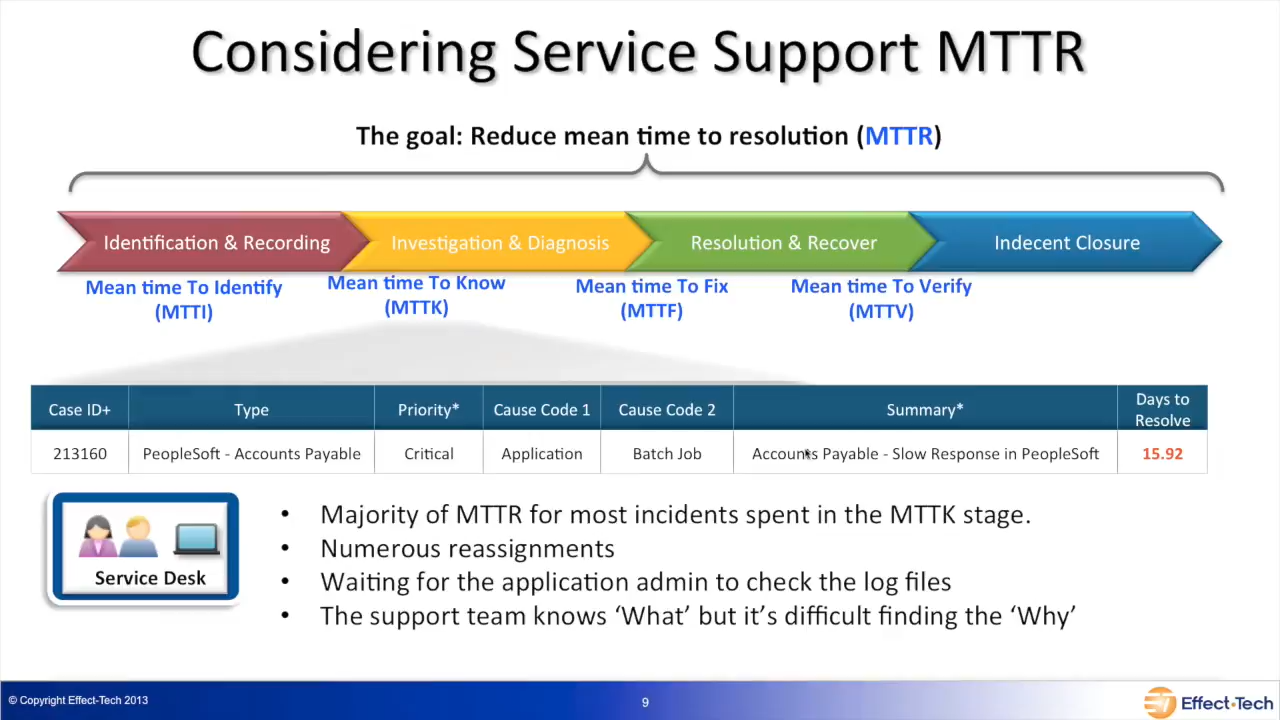 Considering Service Support MTTR
The goal: Reduce mean time to resolution (MTTR)
Identification & Recording
Investigation & Diagnosis
Resolution & Recover
Indecent Closure
Mean time To Identify
(MTTI)
Mean time To Know
(MTTK)
Mean time To Fix
(MTTF)
Mean time To Verify
(MTTV)
Case ID+ Type Priority* Cause Code 1 Cause Code 2 Summary* Days to Resolve
213160 PeopleSoft - Accounts Payable Critical Application Batch Job Accounts Payable - Slow Response in PeopleSoft 15.92
Service Desk
• Majority of MTTR for most incidents spent in the MTTK stage.
• Numerous reassignments
• Waiting for the application admin to check the log files
• The support team knows ‘What’ but it’s difficult finding the ‘Why’
© Copyright Effect-Tech 2013
9
Effect•Tech